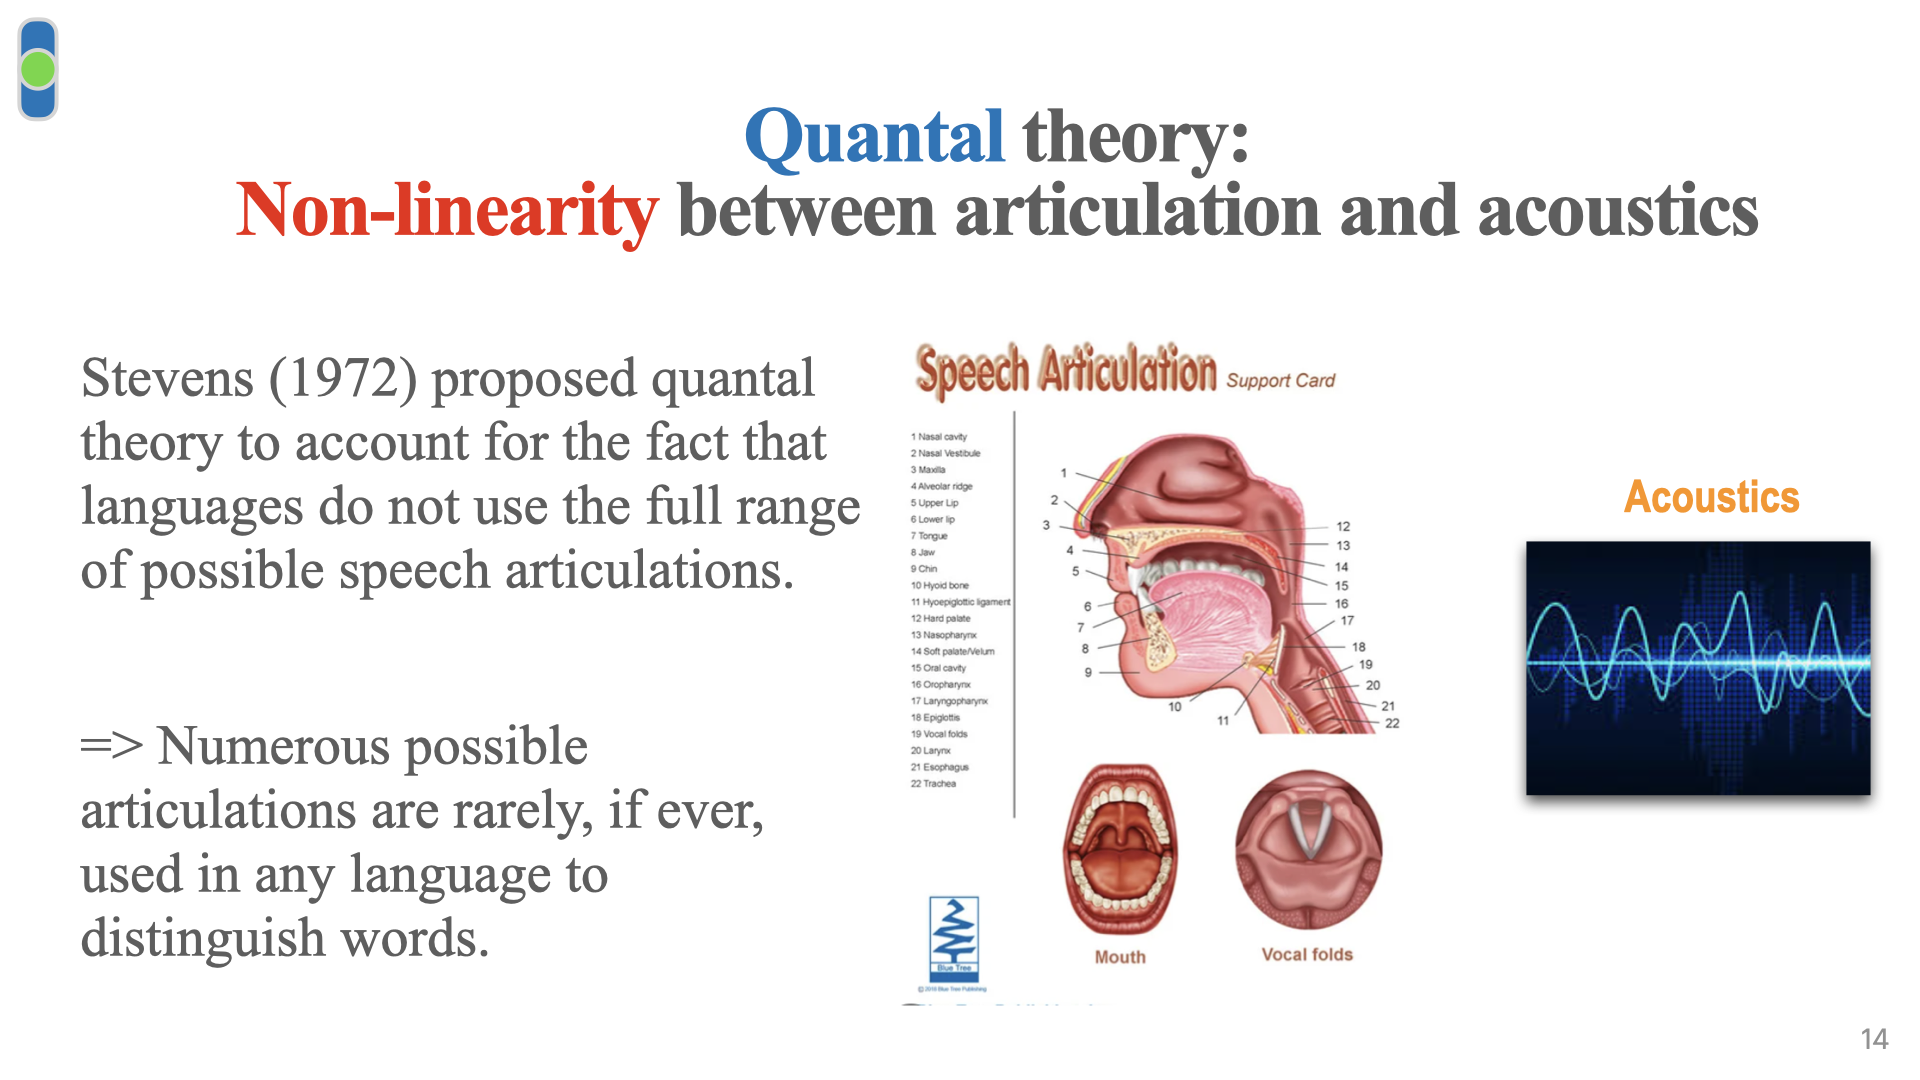 Quantal theory:
Non-linearity between articulation and acoustics
Stevens (1972) proposed quantal
theory to account for the fact that
languages do not use the full range
of possible speech articulations.
=> Numerous possible
articulations are rarely, if ever,
used in any language to
distinguish words.
Speech Articulation Support Card
1 Nasal cavity
2 Nasal Vestibule
3 Maxilla
4 Alveolar ridge
5 Upper Lip
6 Lower lip
7 Tongue
8 Jaw
9 Chin
10 Hyoid bone
11 Hyoepiglottic ligament
12 Hard palate
13 Nasopharynx
14 Soft palate/Velum
15 Oral cavity
16 Oropharynx
17 Laryngopharynx
18 Epiglottis
19 Vocal folds
20 Larynx
21 Esophagus
22 Trachea
1
2
3
4
5
6
7
8
9
10
11
12
13
14
15
16
17
18
19
20
21
22
Mouth
Vocal folds
Blue Tree
© 2018 Blue Tree Publishing
Acoustics
14